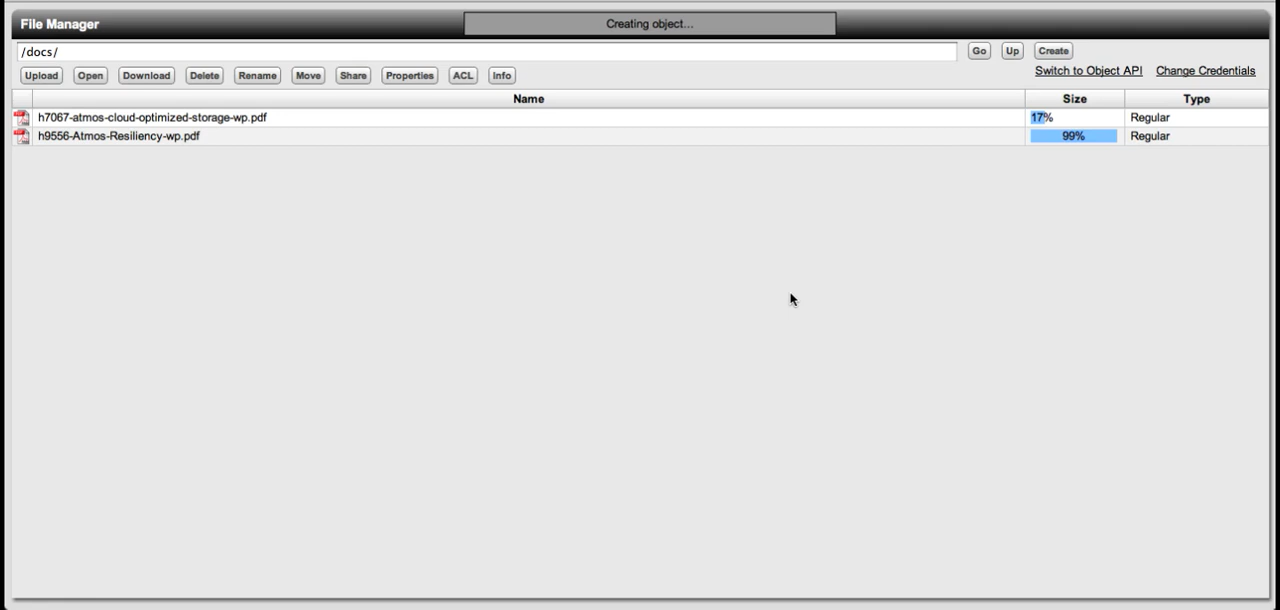 File Manager
Creating object...
/docs/
Go Up Create
Upload Open Download Delete Rename Move Share Properties ACL Info
Switch to Object API Change Credentials
Name Size Type
h7067-atmos-cloud-optimized-storage-wp.pdf 17% Regular
h9556-Atmos-Resiliency-wp.pdf 99% Regular